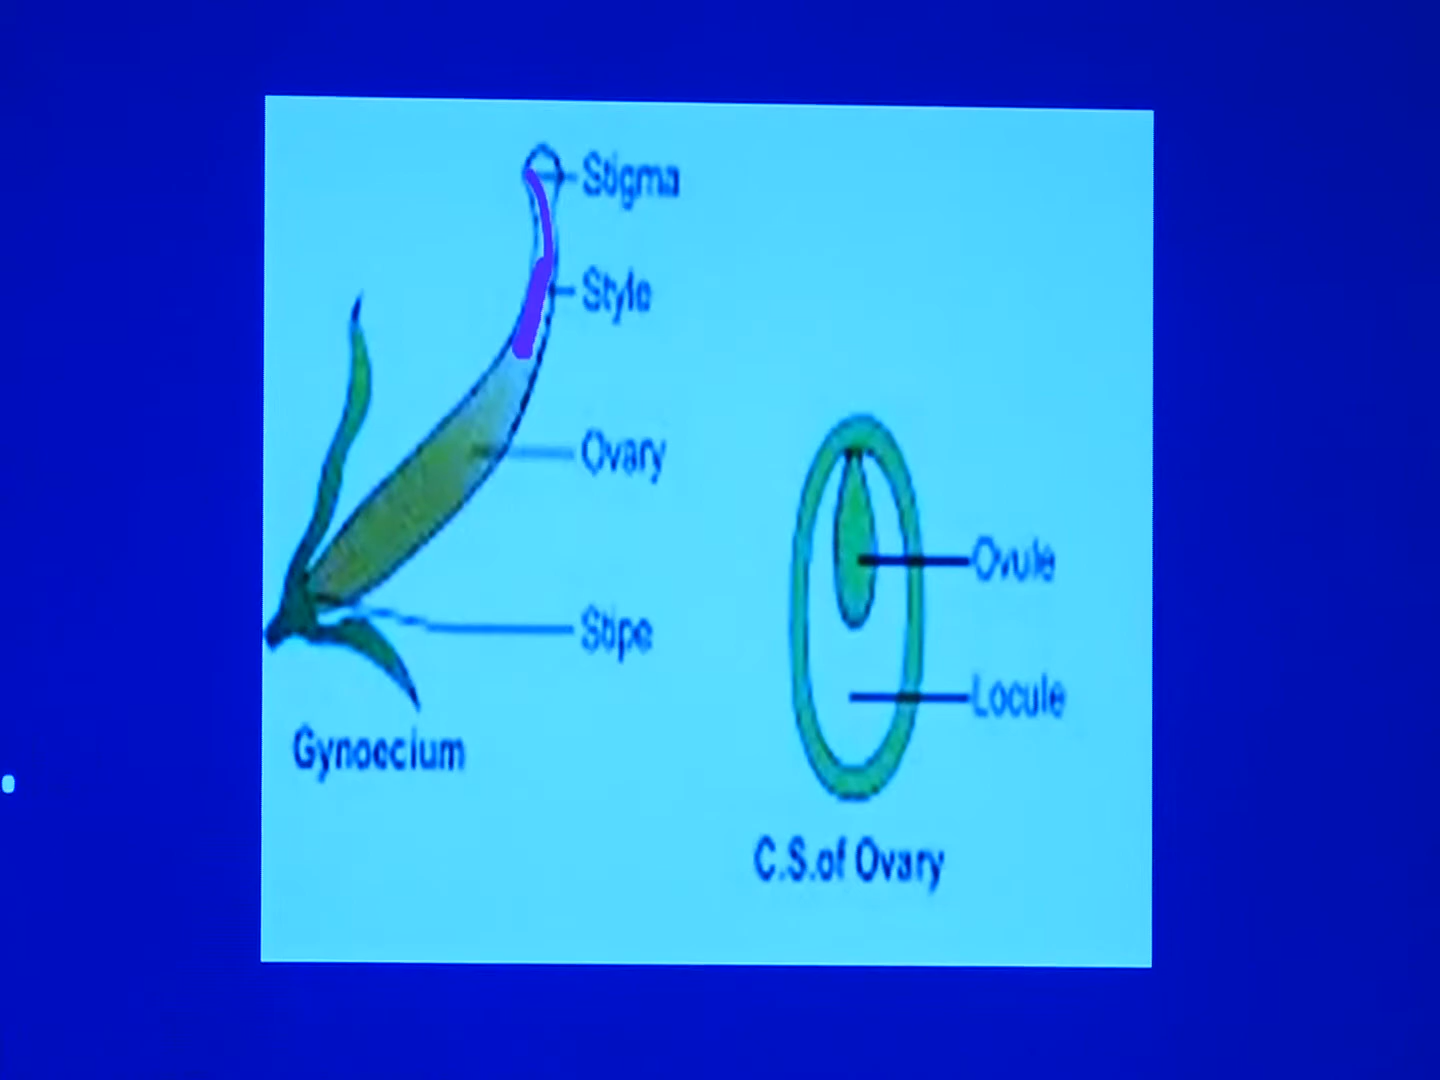 Stigma
Style
Ovary
Stipe
Gynoecium
Ovule
Locule
C.S.of Ovary